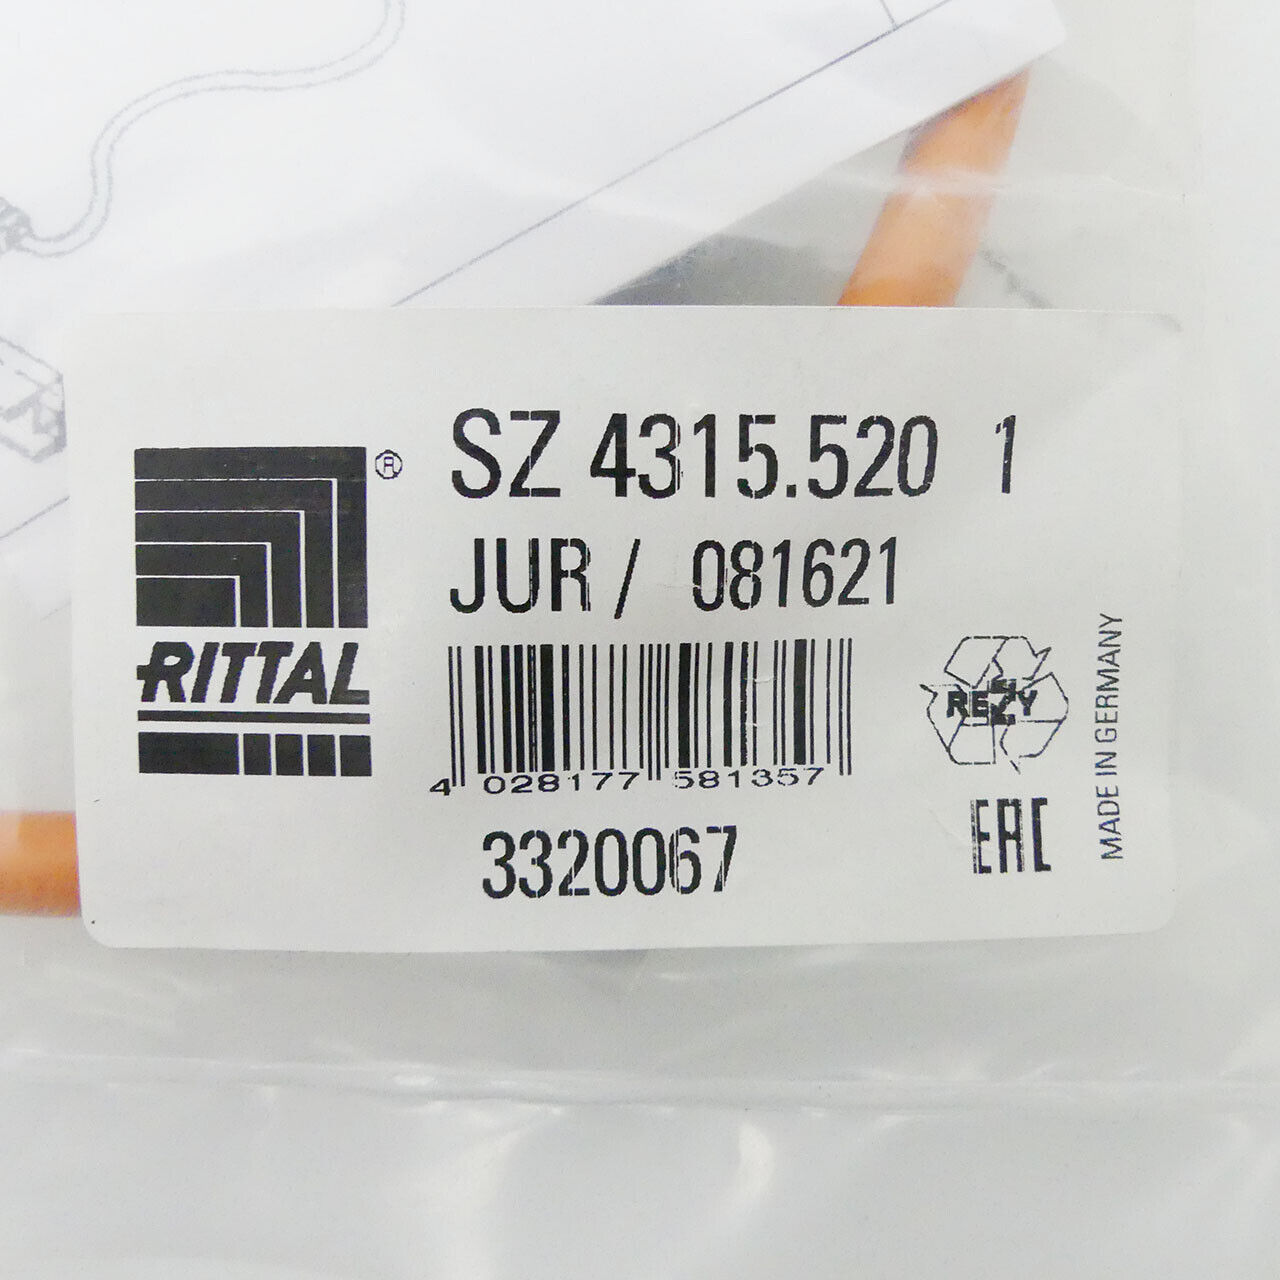 SZ 4315.520 1
®
JUR / 081621
RITTAL
4 028177 581357
REZY
3320067
EAC
MADE IN GERMANY